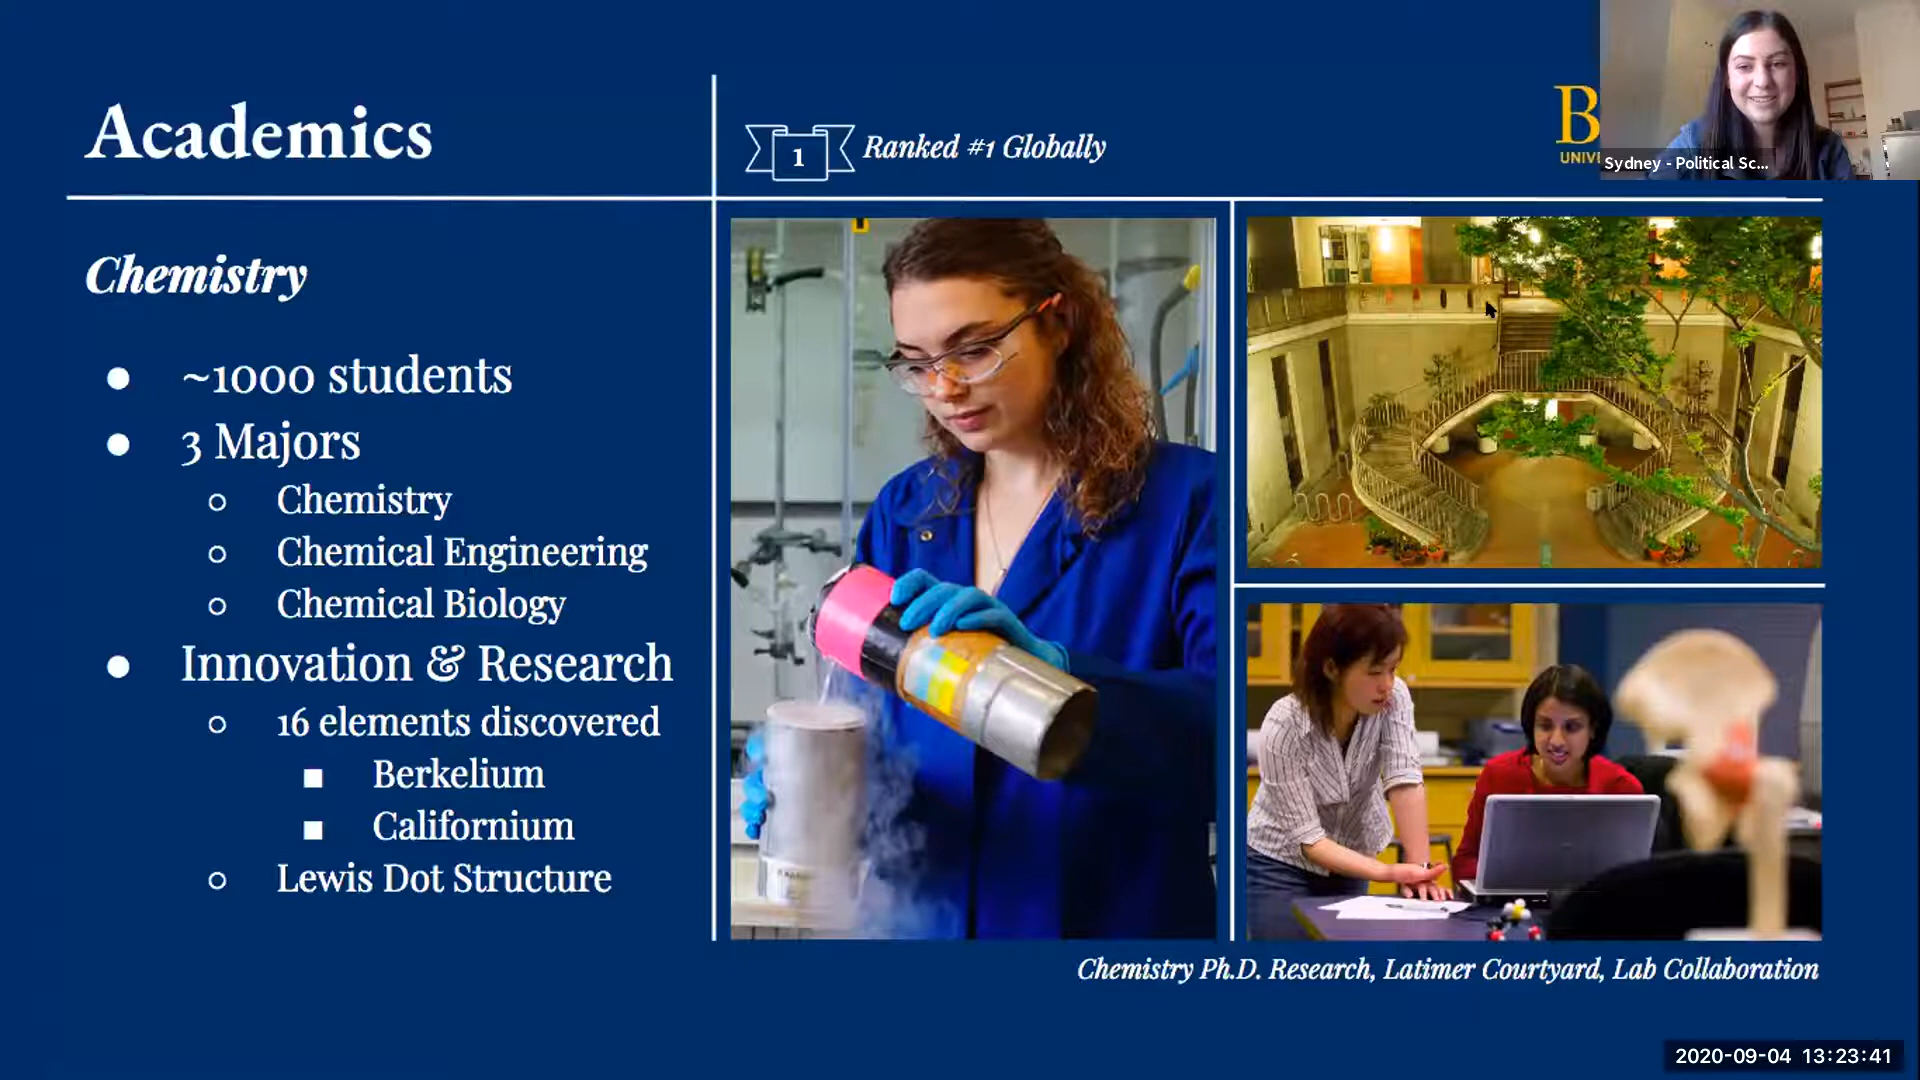 Academics
1
Ranked #1 Globally
B
UNIVE
Sydney - Political Sc...
Chemistry
● ~1000 students
● 3 Majors
○ Chemistry
○ Chemical Engineering
○ Chemical Biology
● Innovation & Research
○ 16 elements discovered
■ Berkelium
■ Californium
○ Lewis Dot Structure
Chemistry Ph.D. Research, Latimer Courtyard, Lab Collaboration
2020-09-04 13:23:41